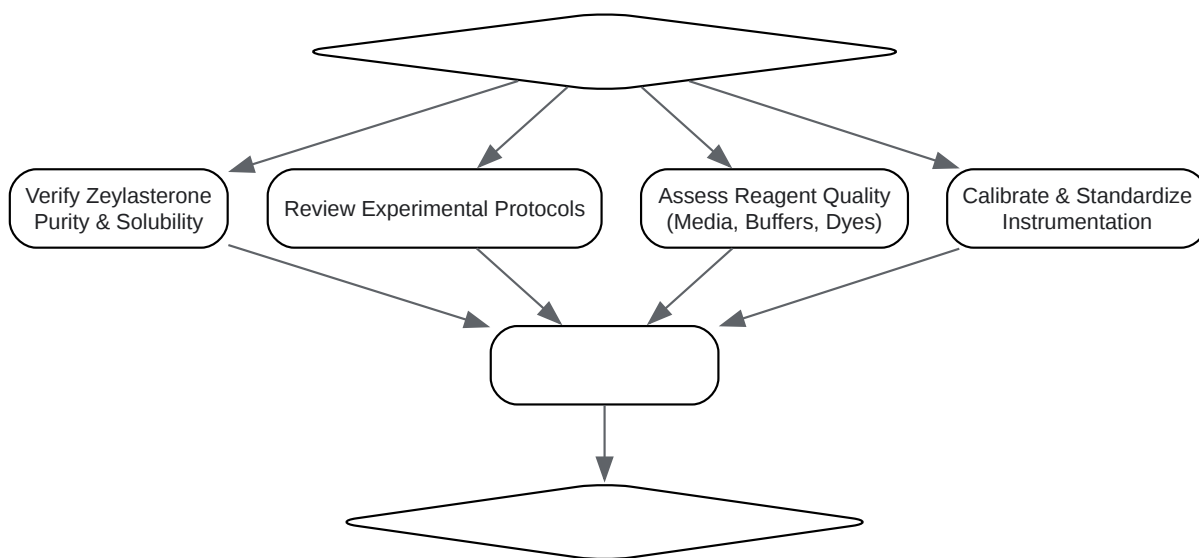 Verify Zeylasterone
Purity & Solubility
Review Experimental Protocols
Assess Reagent Quality
(Media, Buffers, Dyes)
Calibrate & Standardize
Instrumentation